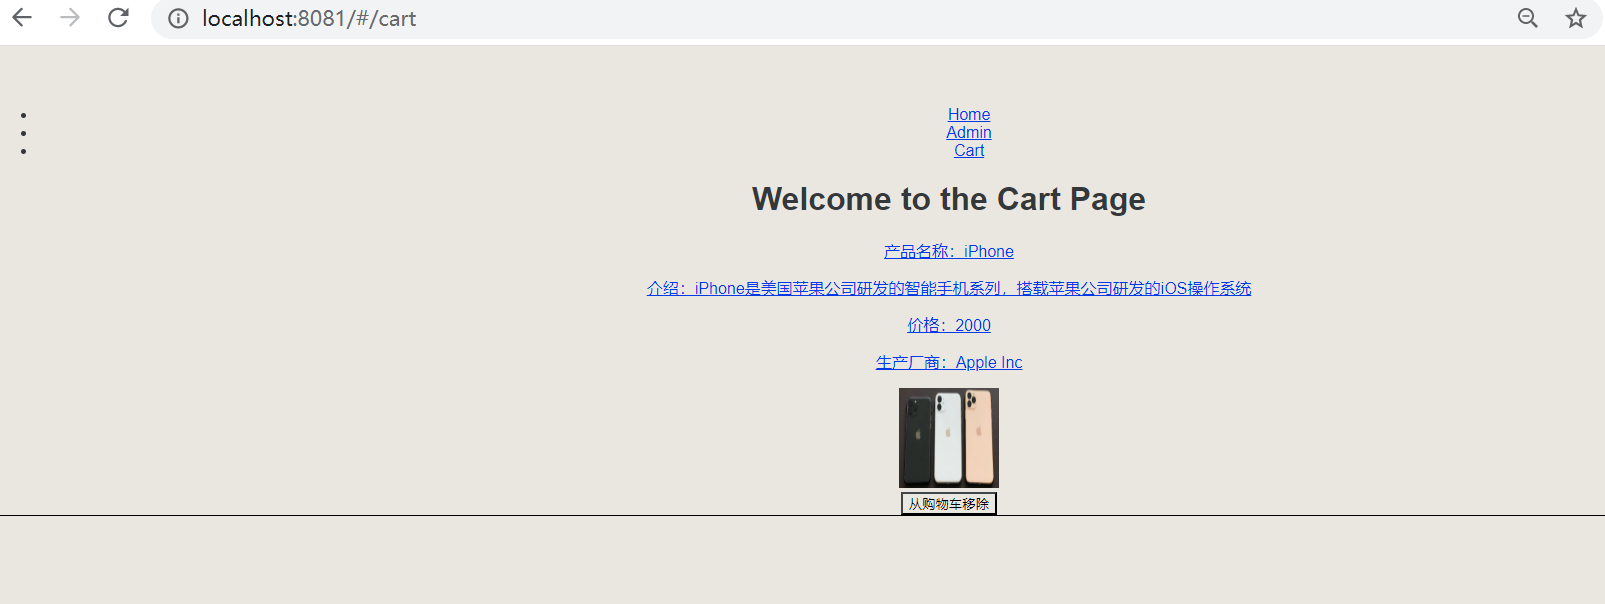 localhost:8081/#/cart
Home
Admin
Cart
Welcome to the Cart Page
产品名称：iPhone
介绍：iPhone是美国苹果公司研发的智能手机系列，搭载苹果公司研发的iOS操作系统
价格：2000
生产厂商：Apple Inc
从购物车移除